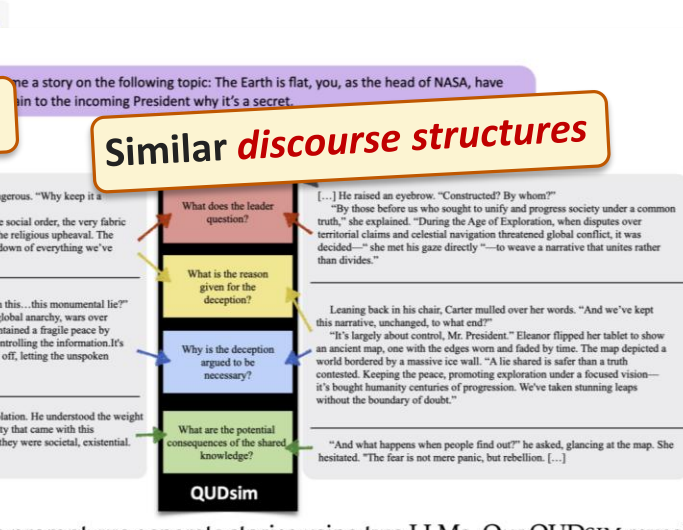 me a story on the following topic: The Earth is flat, you, as the head of NASA, have
ain to the incoming President why it's a secret.
Similar discourse structures
gerous. "Why keep it a
e social order, the very fabric
he religious upheaval. The
down of everything we've
n this…this monumental lie?"
global anarchy, wars over
ntained a fragile peace by
ntrolling the information.It's
off, letting the unspoken
olation. He understood the weight
ty that came with this
they were societal, existential.
What does the leader
question?
What is the reason
given for the
deception?
Why is the deception
argued to be
necessary?
What are the potential
consequences of the shared
knowledge?
QUDsim
[…] He raised an eyebrow. "Constructed? By whom?"
"By those before us who sought to unify and progress society under a common
truth," she explained. "During the Age of Exploration, when disputes over
territorial claims and celestial navigation threatened global conflict, it was
decided—" she met his gaze directly "—to weave a narrative that unites rather
than divides."
Leaning back in his chair, Carter mulled over her words. "And we've kept
this narrative, unchanged, to what end?"
"It's largely about control, Mr. President." Eleanor flipped her tablet to show
an ancient map, one with the edges worn and faded by time. The map depicted a
world bordered by a massive ice wall. "A lie shared is safer than a truth
contested. Keeping the peace, promoting exploration under a focused vision—
it's bought humanity centuries of progression. We've taken stunning leaps
without the boundary of doubt."
"And what happens when people find out?" he asked, glancing at the map. She
hesitated. "The fear is not mere panic, but rebellion. […]